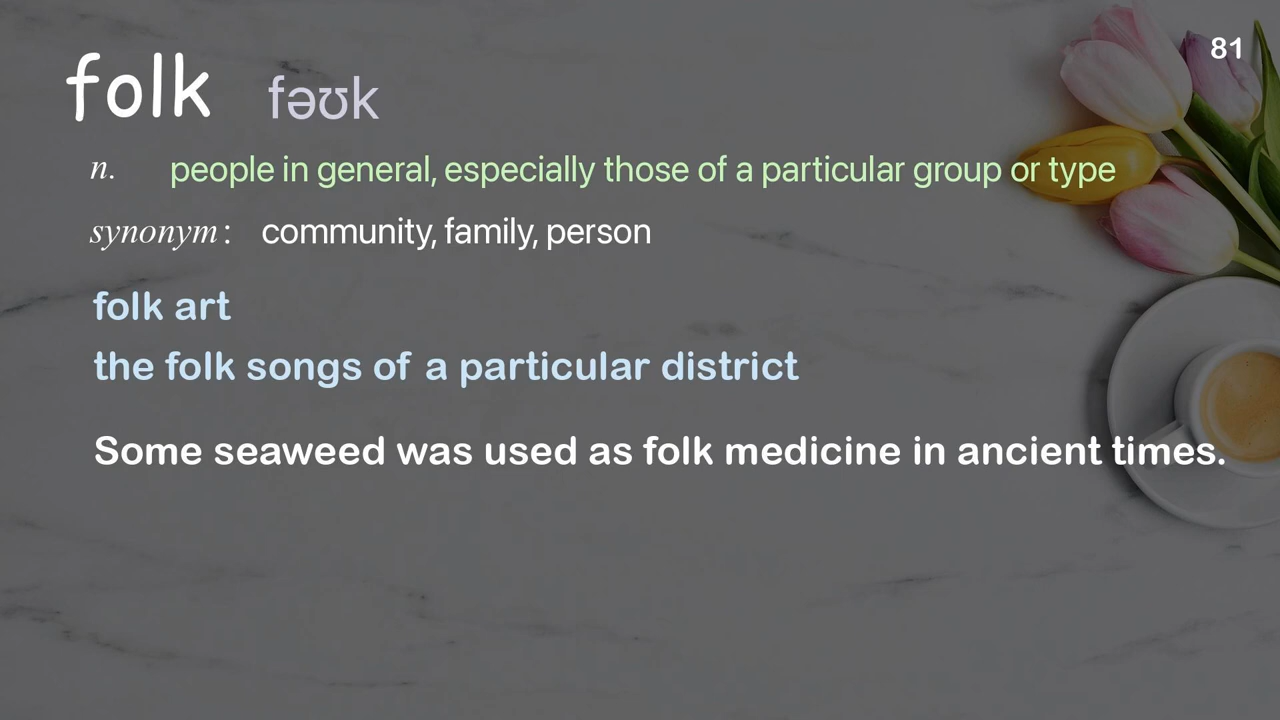 81
folk fəʊk
n. people in general, especially those of a particular group or type
synonym: community, family, person
folk art
the folk songs of a particular district
Some seaweed was used as folk medicine in ancient times.